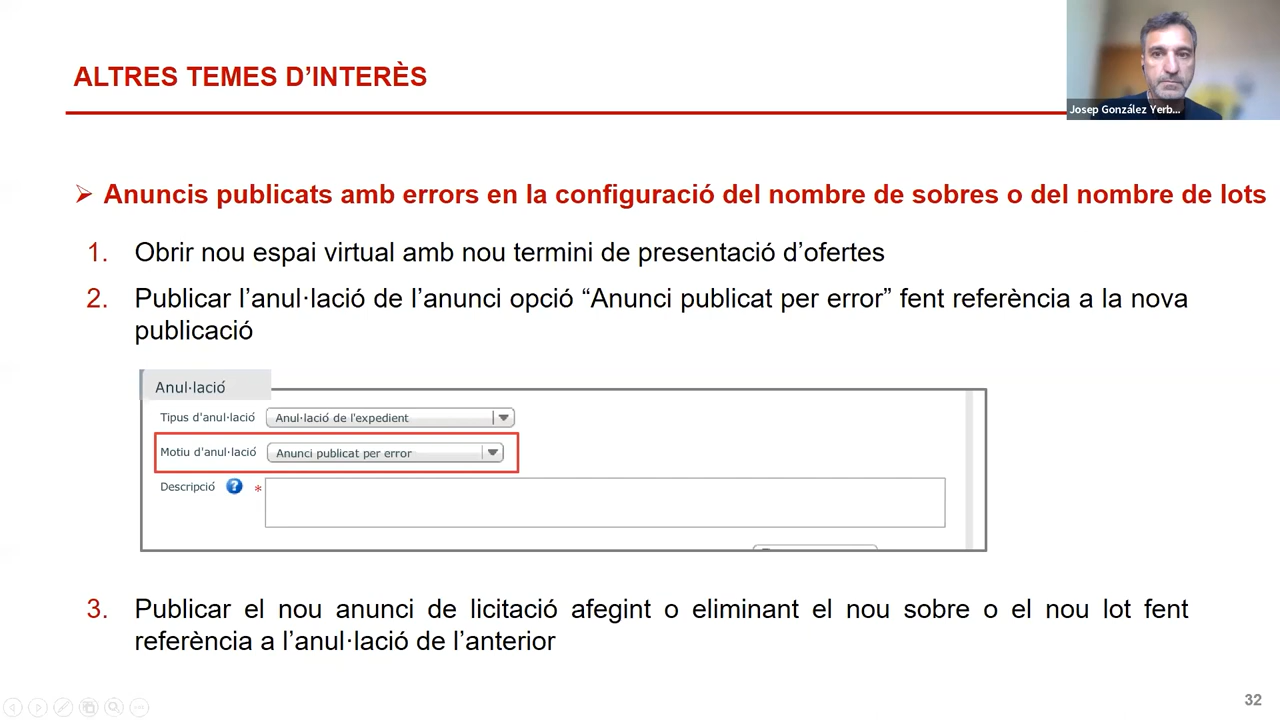 ALTRES TEMES D'INTERÈS
Josep González Yerb...
Anuncis publicats amb errors en la configuració del nombre de sobres o del nombre de lots
1. Obrir nou espai virtual amb nou termini de presentació d'ofertes
2. Publicar l'anul·lació de l'anunci opció “Anunci publicat per error” fent referència a la nova
publicació
Anul·lació
Tipus d'anul·lació Anul·lació de l'expedient
Motiu d'anul·lació Anunci publicat per error
Descripció ? *
3. Publicar el nou anunci de licitació afegint o eliminant el nou sobre o el nou lot fent
referència a l'anul·lació de l'anterior
32